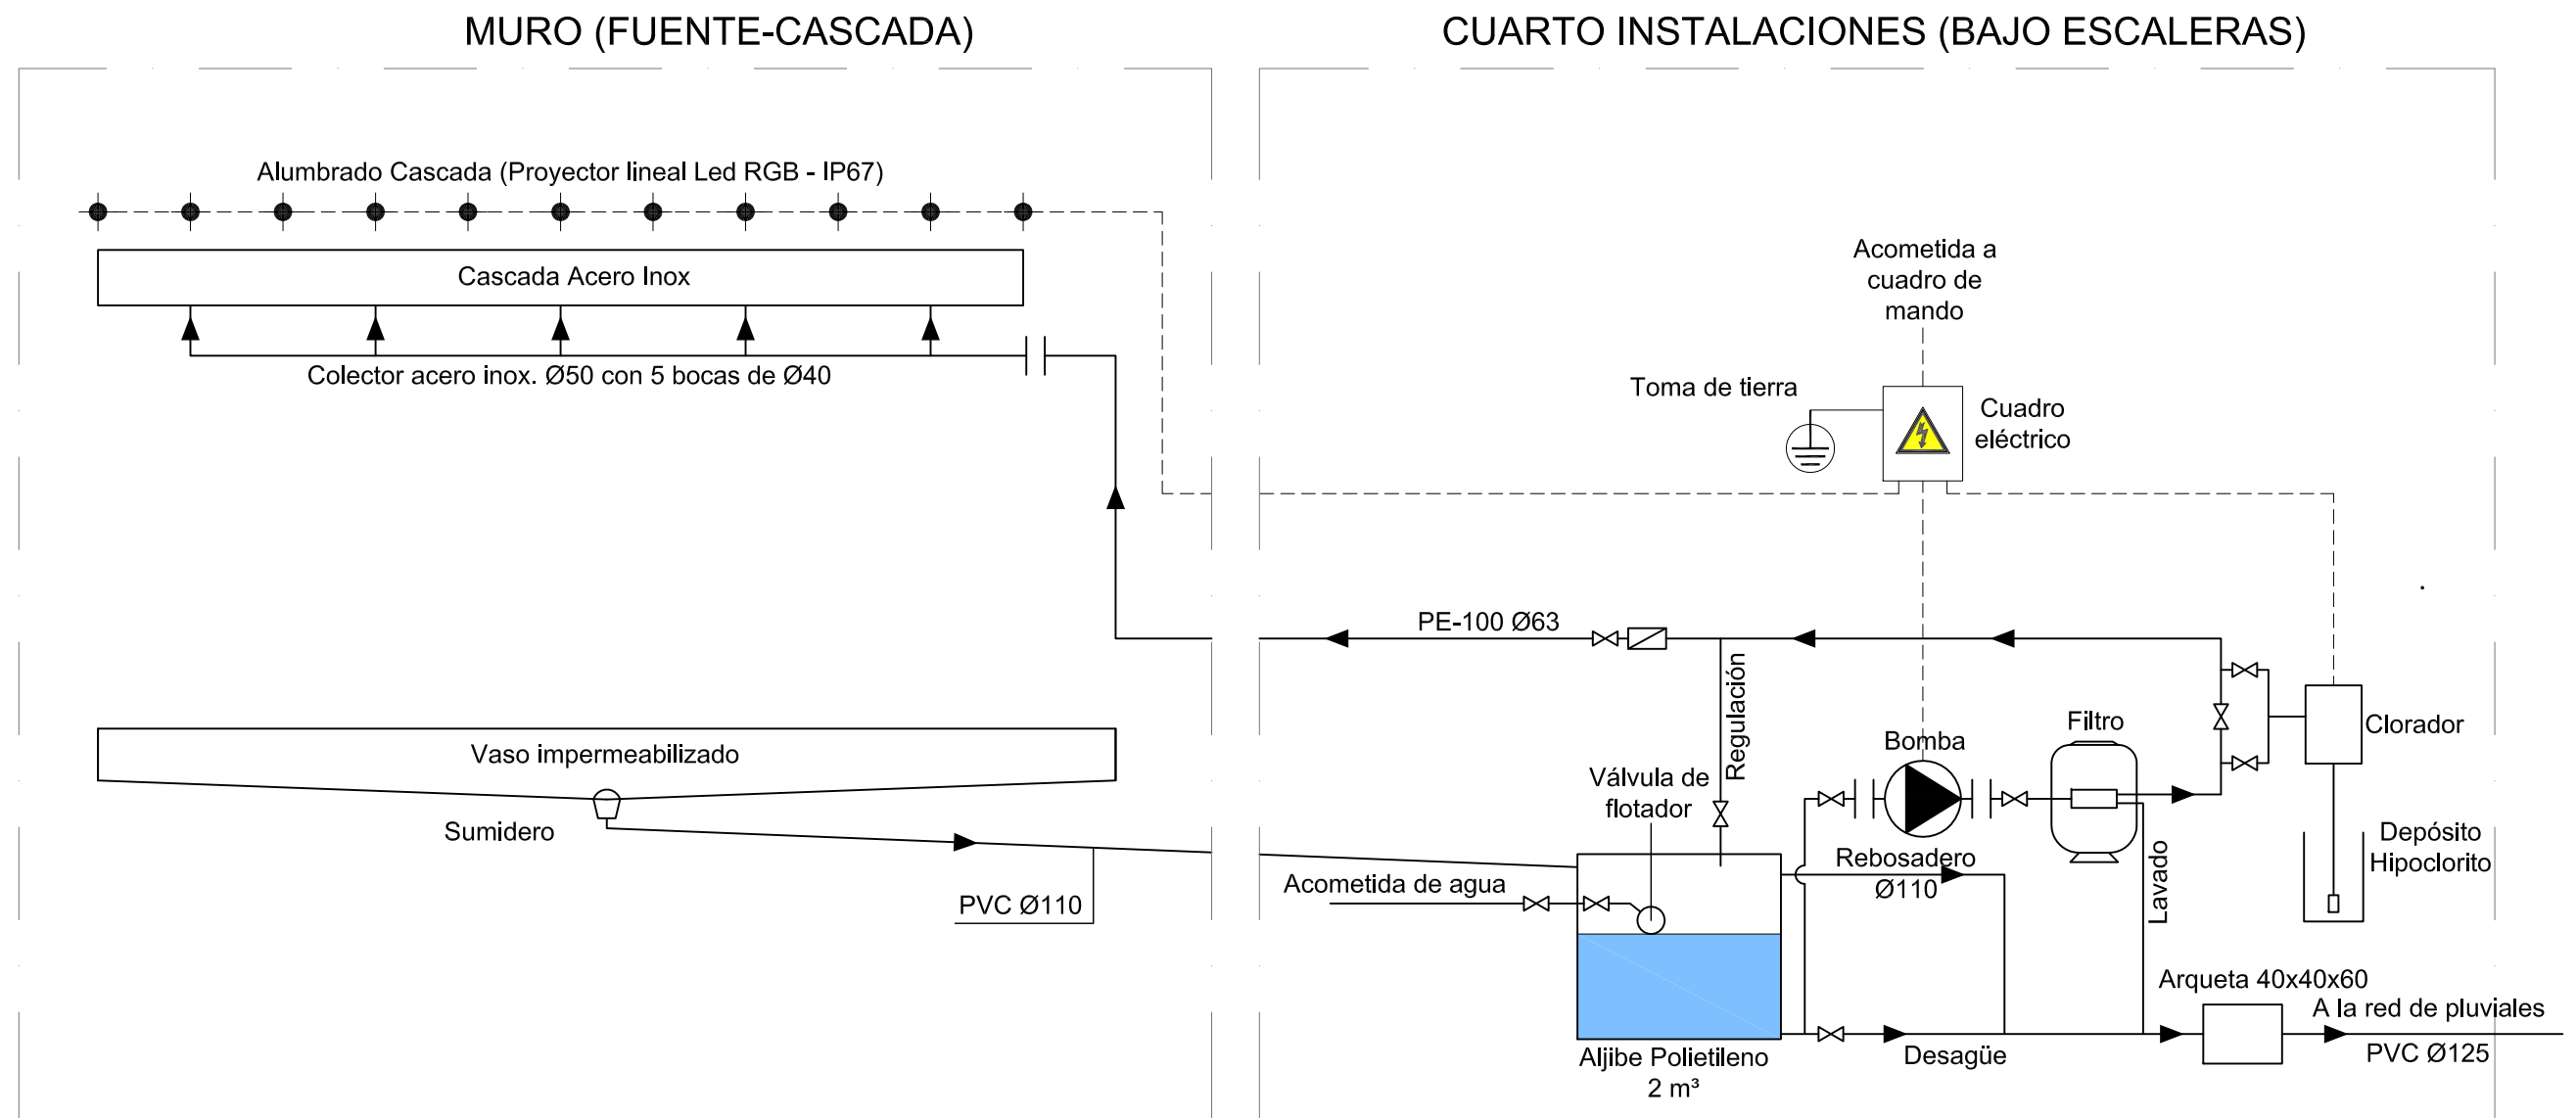 MURO (FUENTE-CASCADA)
CUARTO INSTALACIONES (BAJO ESCALERAS)
Alumbrado Cascada (Proyector lineal Led RGB - IP67)
Cascada Acero Inox
Colector acero inox. Ø50 con 5 bocas de Ø40
Acometida a
cuadro de
mando
Toma de tierra
Cuadro
eléctrico
PE-100 Ø63
Regulación
Vaso impermeabilizado
Sumidero
PVC Ø110
Válvula de
flotador
Bomba
Filtro
Clorador
Acometida de agua
Rebosadero
Ø110
Lavado
Depósito
Hipoclorito
Arqueta 40x40x60
A la red de pluviales
PVC Ø125
Aljibe Polietileno
2 m³
Desagüe